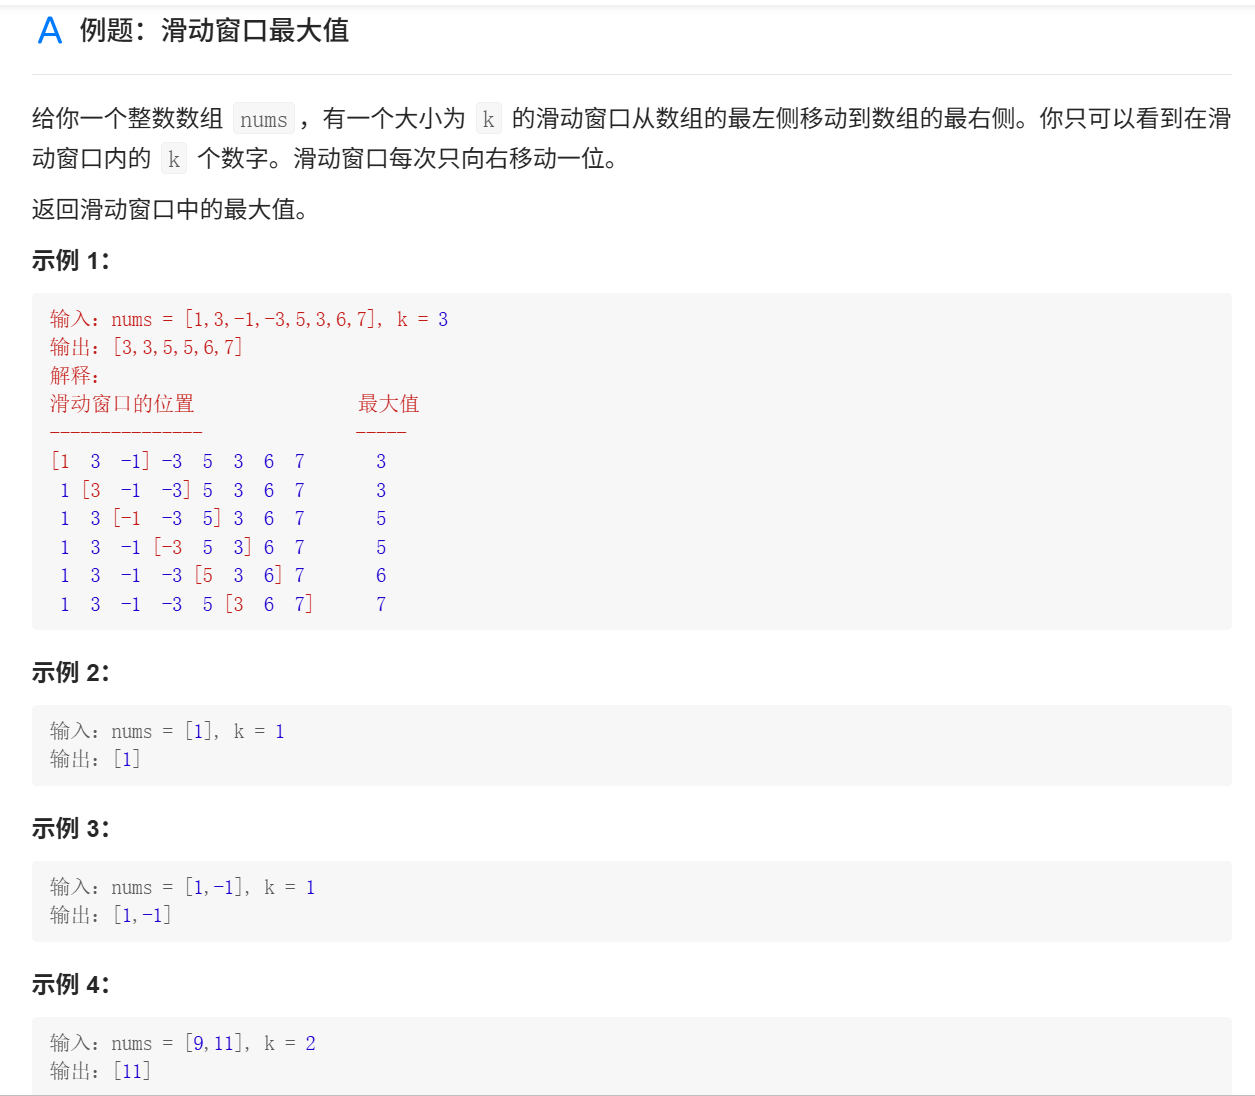 A 例题：滑动窗口最大值
给你一个整数数组 nums，有一个大小为 k 的滑动窗口从数组的最左侧移动到数组的最右侧。你只可以看到在滑
动窗口内的 k 个数字。滑动窗口每次只向右移动一位。
返回滑动窗口中的最大值。
示例 1：
输入：nums = [1,3,-1,-3,5,3,6,7], k = 3
输出：[3,3,5,5,6,7]
解释：
滑动窗口的位置                最大值
---------------               -----
[1  3  -1] -3  5  3  6  7       3
 1 [3  -1  -3] 5  3  6  7       3
 1  3 [-1  -3  5] 3  6  7       5
 1  3  -1 [-3  5  3] 6  7       5
 1  3  -1  -3 [5  3  6] 7       6
 1  3  -1  -3  5 [3  6  7]      7
示例 2：
输入：nums = [1], k = 1
输出：[1]
示例 3：
输入：nums = [1,-1], k = 1
输出：[1,-1]
示例 4：
输入：nums = [9,11], k = 2
输出：[11]